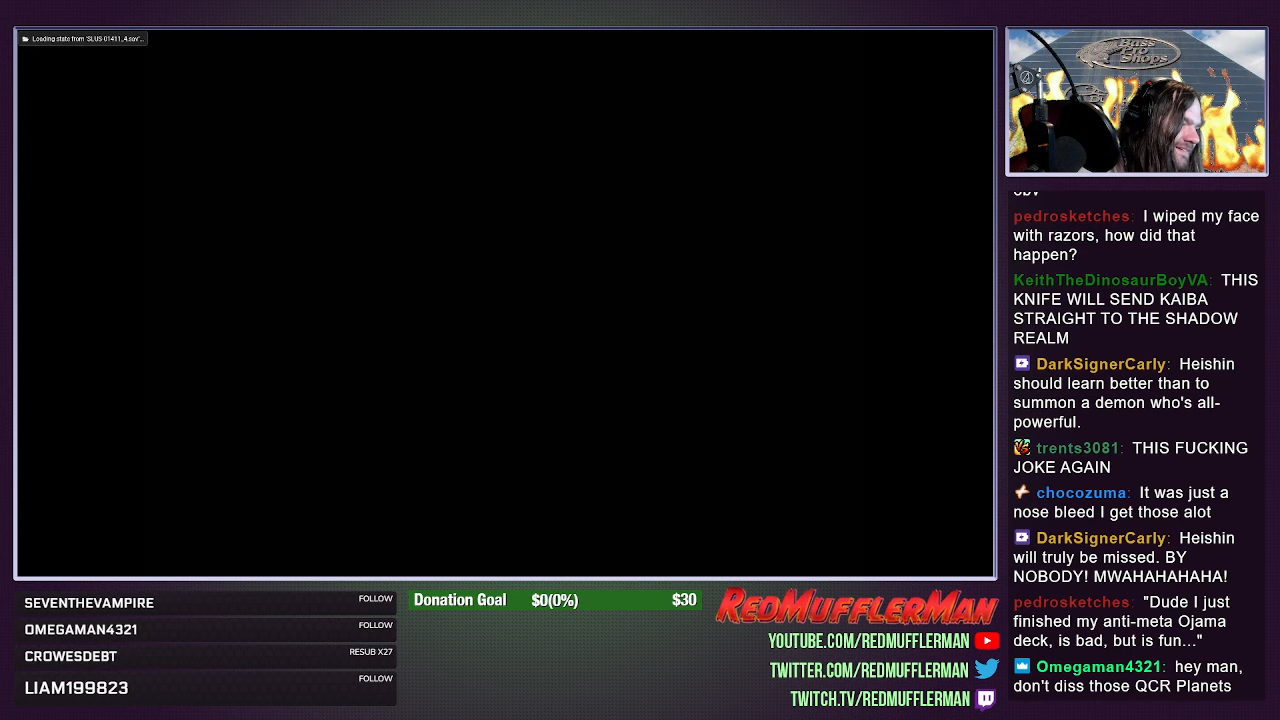 Loading state from 'SLUS-01411_4.sav'...
Bass
Pro
Shops
pedrosketches: I wiped my face
with razors, how did that
happen?
KeithTheDinosaurBoyVA: THIS
KNIFE WILL SEND KAIBA
STRAIGHT TO THE SHADOW
REALM
DarkSignerCarly: Heishin
should learn better than to
summon a demon who's all-
powerful.
trents3081: THIS FUCKING
JOKE AGAIN
chocozuma: It was just a
nose bleed I get those alot
DarkSignerCarly: Heishin
will truly be missed. BY
NOBODY! MWAHAHAHAHA!
pedrosketches: "Dude I just
finished my anti-meta Ojama
deck, is bad, but is fun..."
Omegaman4321: hey man,
don't diss those QCR Planets
SEVENTHEVAMPIRE FOLLOW
OMEGAMAN4321 FOLLOW
CROWESDEBT RESUB X27
LIAM199823 FOLLOW
Donation Goal $0(0%) $30
REDMUFFLERMAN
YOUTUBE.COM/REDMUFFLERMAN
TWITTER.COM/REDMUFFLERMAN
TWITCH.TV/REDMUFFLERMAN